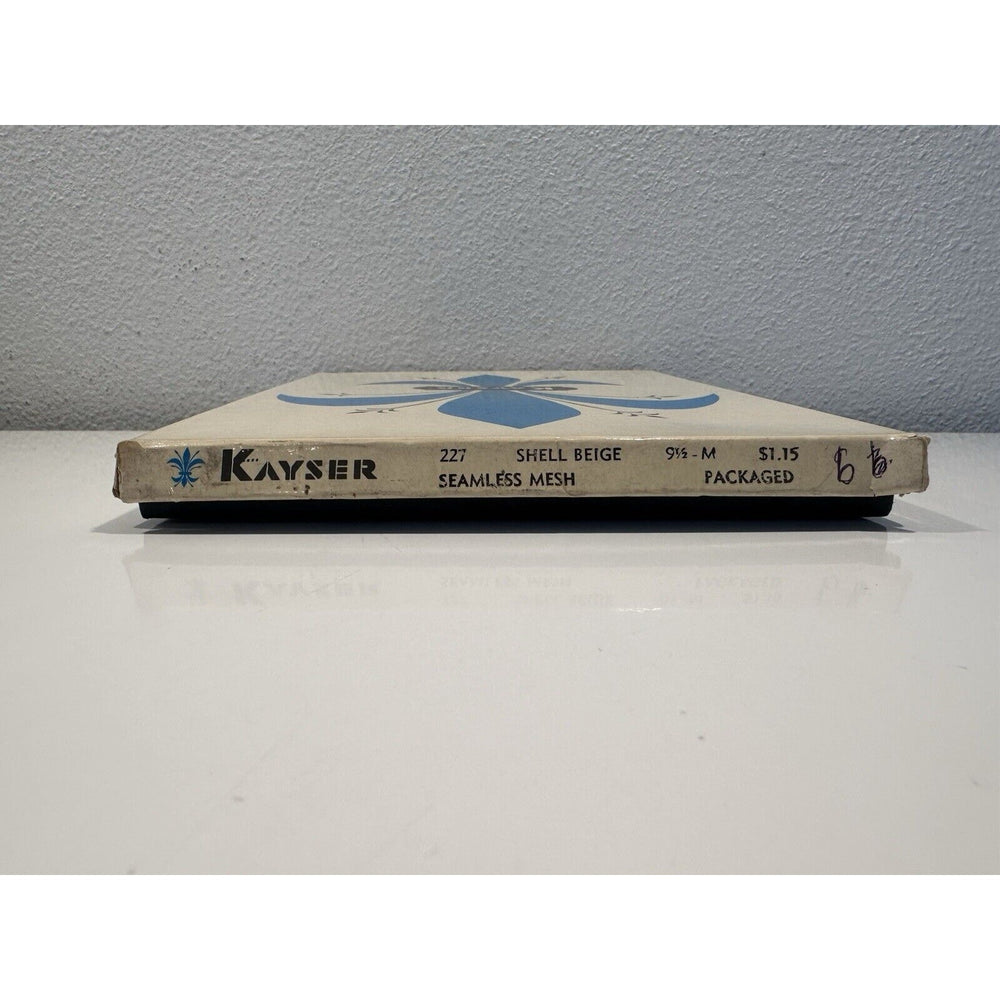 KAYSER
227 SHELL BEIGE 9½ - M $1.15
SEAMLESS MESH PACKAGED